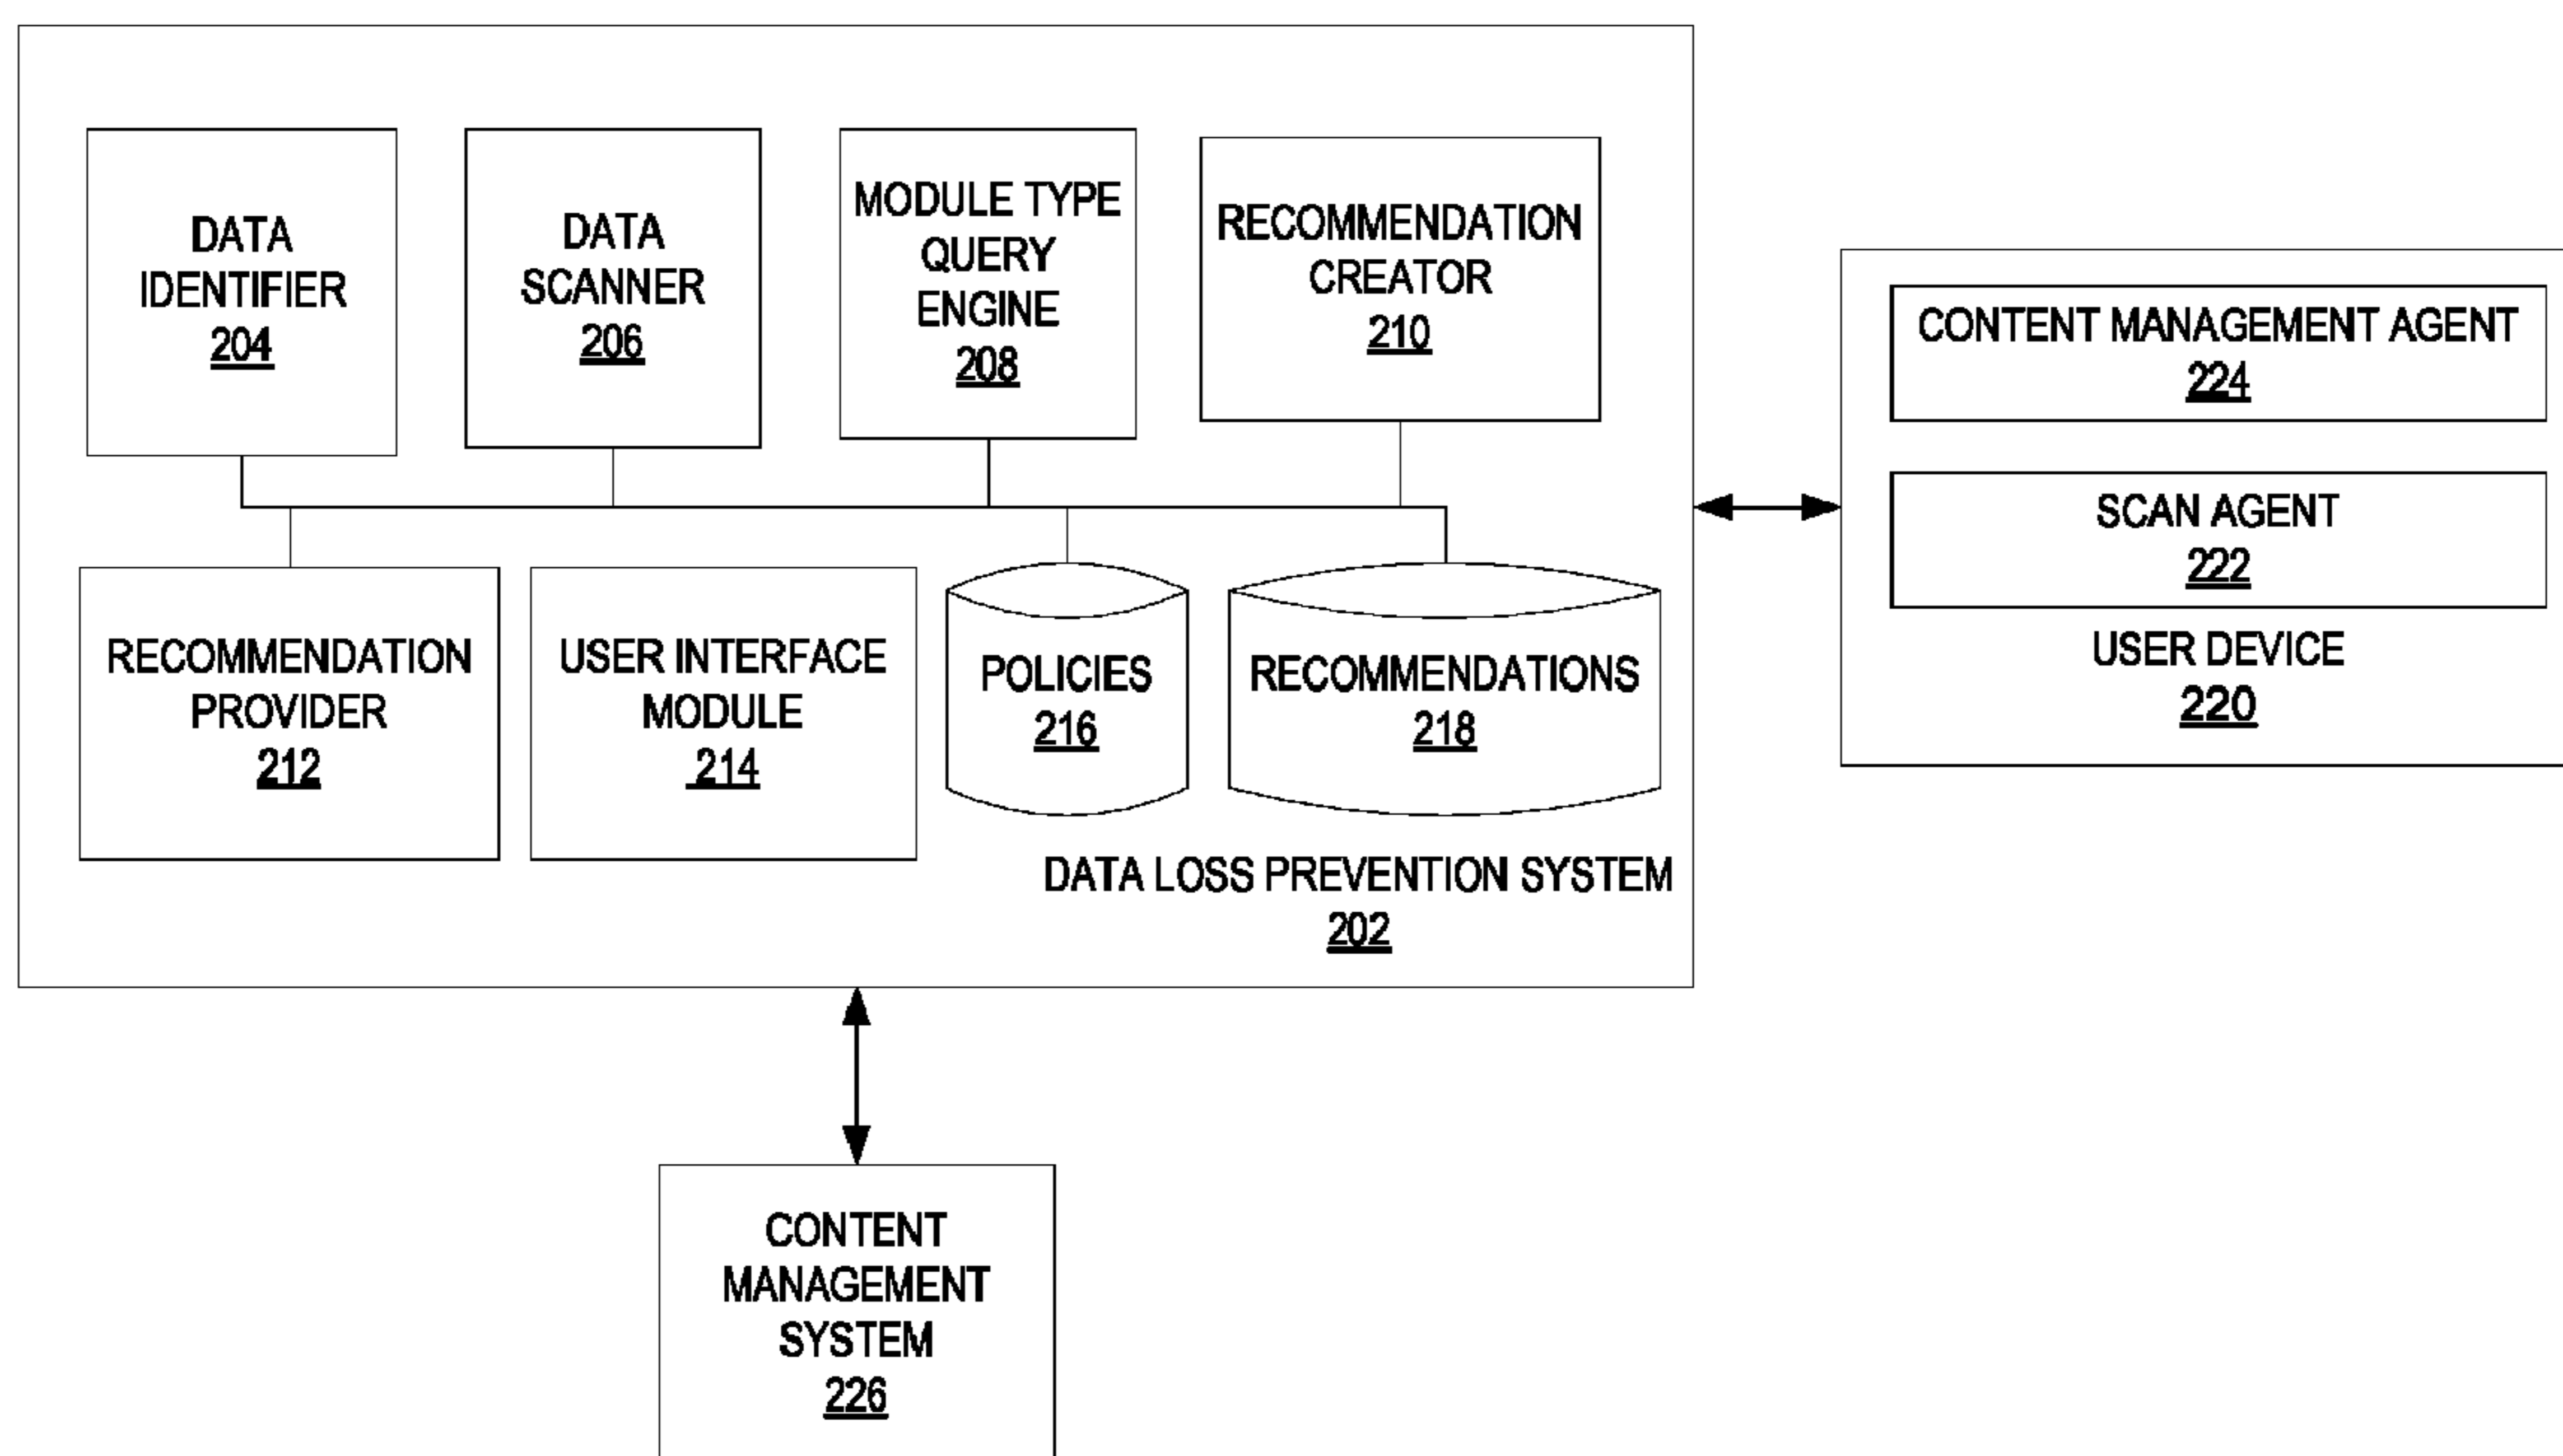 DATA
IDENTIFIER
204
DATA
SCANNER
206
MODULE TYPE
QUERY
ENGINE
208
RECOMMENDATION
CREATOR
210
RECOMMENDATION
PROVIDER
212
USER INTERFACE
MODULE
214
POLICIES
216
RECOMMENDATIONS
218
DATA LOSS PREVENTION SYSTEM
202
CONTENT MANAGEMENT AGENT
224
SCAN AGENT
222
USER DEVICE
220
CONTENT
MANAGEMENT
SYSTEM
226